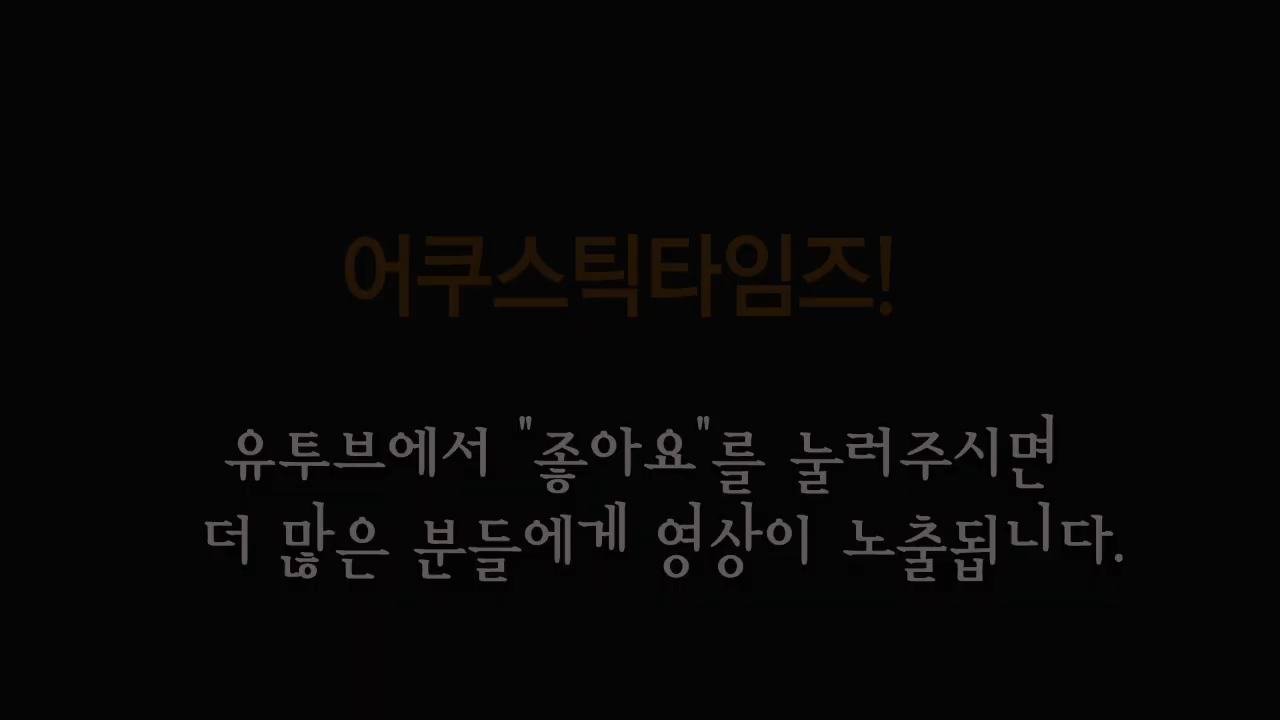 어쿠스틱타임즈!
유투브에서 "좋아요"를 눌러주시면
더 많은 분들에게 영상이 노출됩니다.